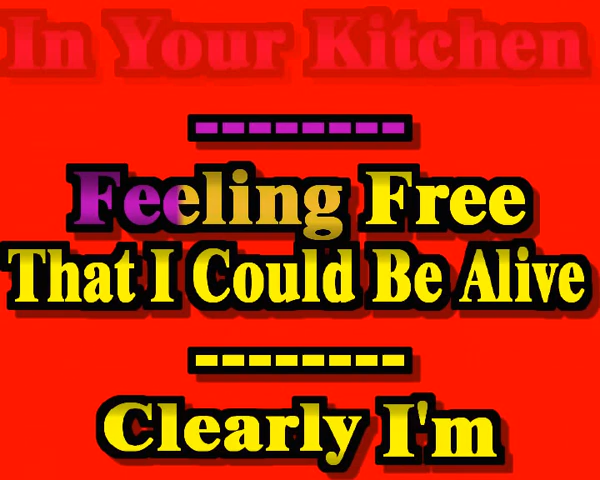 In Your Kitchen
--------
Feeling Free
That I Could Be Alive
--------
Clearly I'm